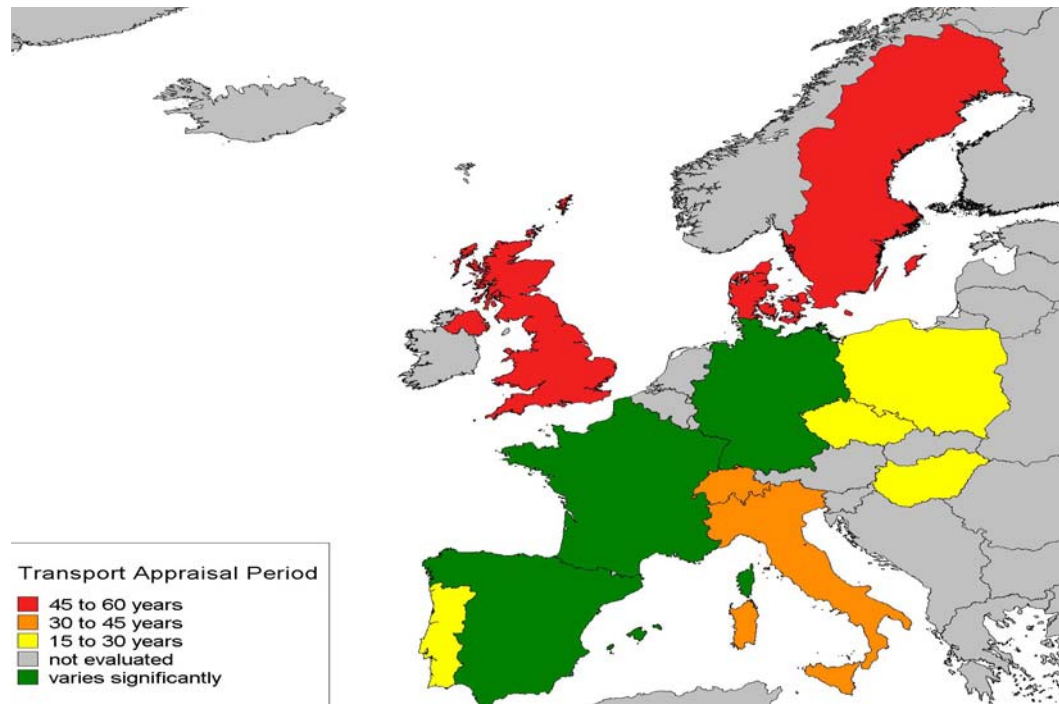 Transport Appraisal Period
45 to 60 years
30 to 45 years
15 to 30 years
not evaluated
varies significantly